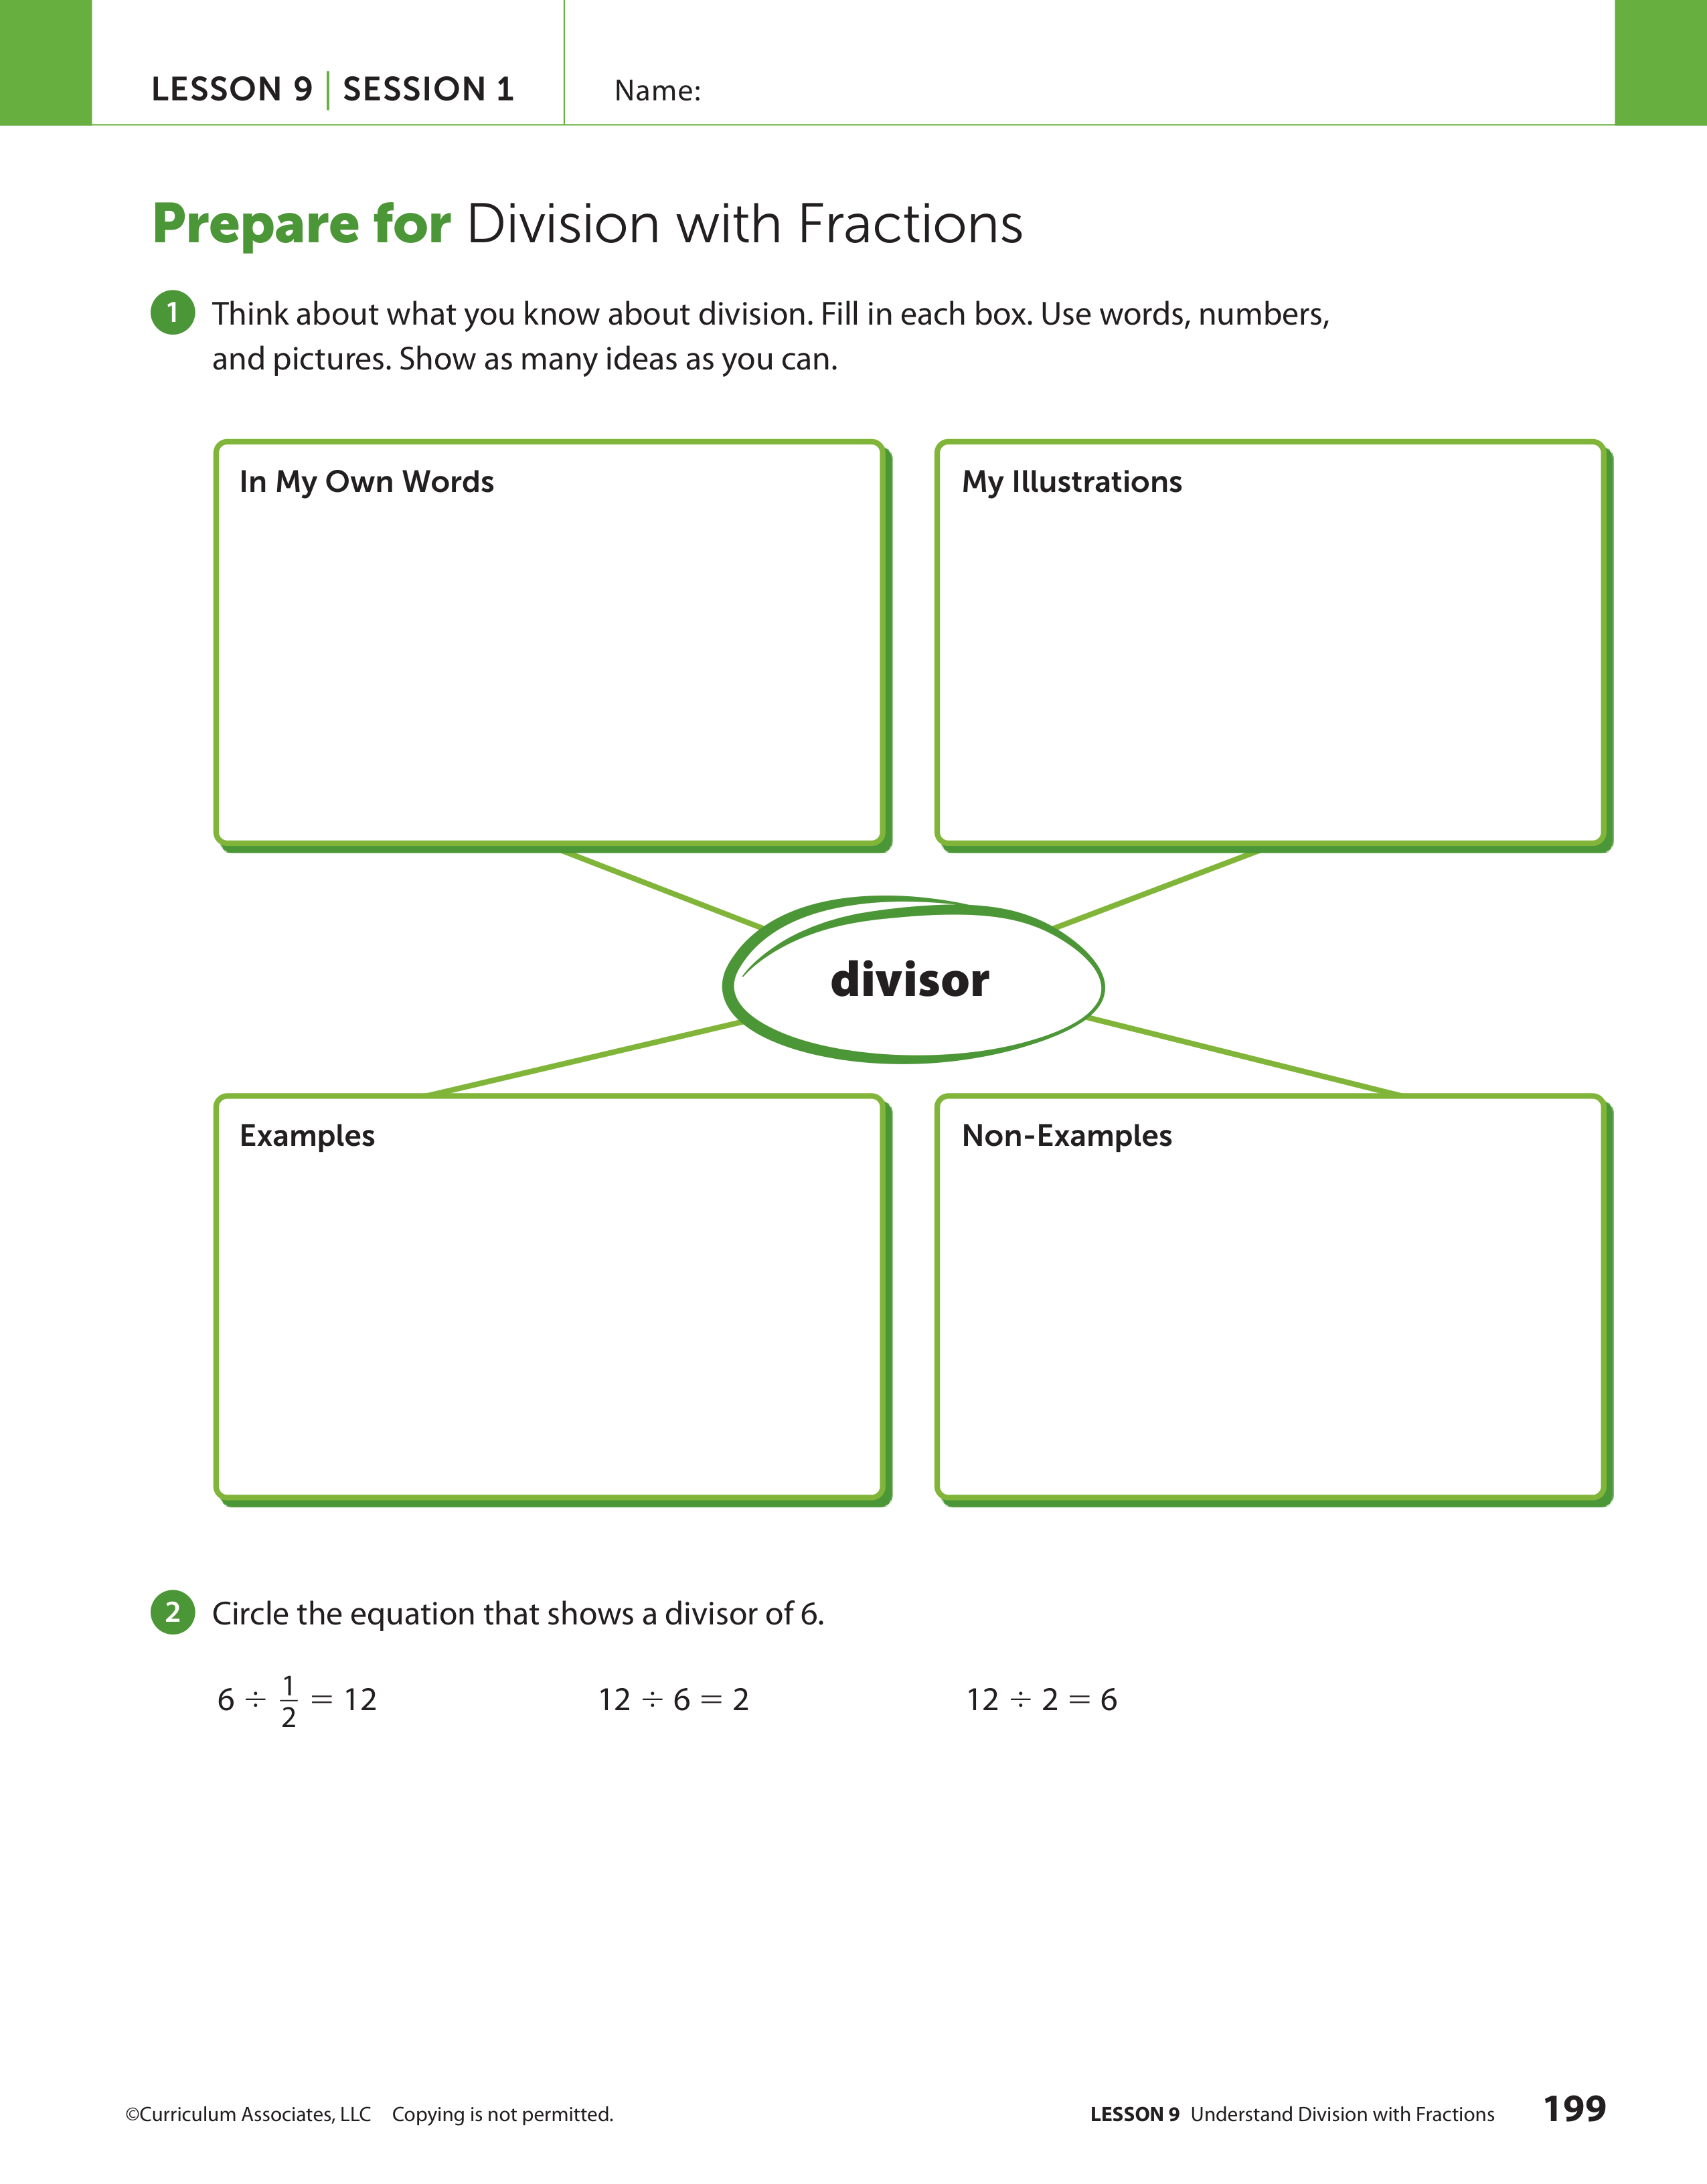 LESSON 9 | SESSION 1
Name:
Prepare for Division with Fractions
1 Think about what you know about division. Fill in each box. Use words, numbers,
and pictures. Show as many ideas as you can.
In My Own Words
My Illustrations
divisor
Examples
Non-Examples
2 Circle the equation that shows a divisor of 6.
6 ÷ 1/2 = 12
12 ÷ 6 = 2
12 ÷ 2 = 6
©Curriculum Associates, LLC Copying is not permitted.
LESSON 9 Understand Division with Fractions 199